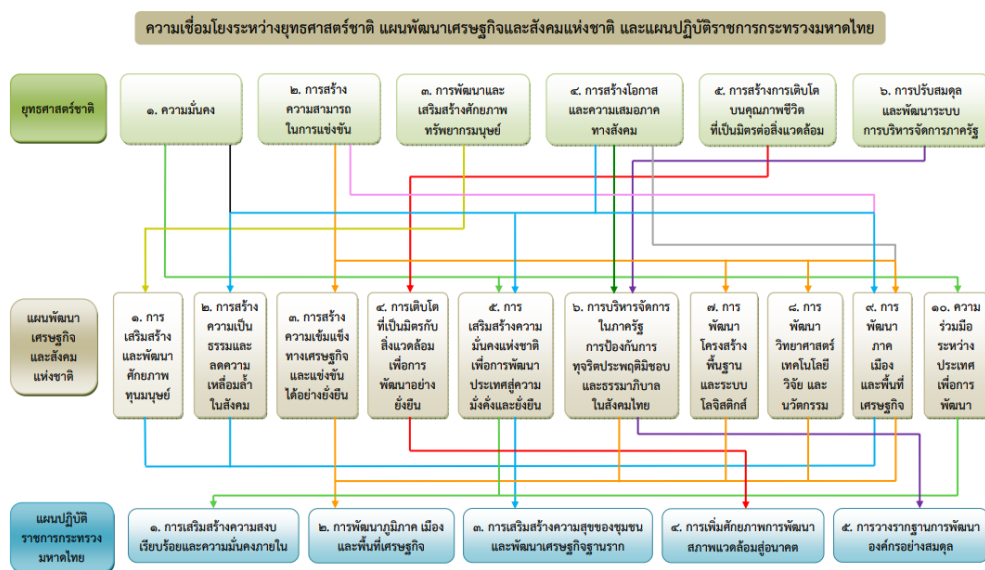 ความเชื่อมโยงระหว่างยุทธศาสตร์ชาติ แผนพัฒนาเศรษฐกิจและสังคมแห่งชาติ และแผนปฏิบัติราชการกระทรวงมหาดไทย
ยุทธศาสตร์ชาติ
๑. ความมั่นคง
๒. การสร้าง
ความสามารถ
ในการแข่งขัน
๓. การพัฒนาและ
เสริมสร้างศักยภาพ
ทรัพยากรมนุษย์
๔. การสร้างโอกาส
และความเสมอภาค
ทางสังคม
๕. การสร้างการเติบโต
บนคุณภาพชีวิต
ที่เป็นมิตรต่อสิ่งแวดล้อม
๖. การปรับสมดุล
และพัฒนาระบบ
การบริหารจัดการภาครัฐ
แผนพัฒนา
เศรษฐกิจ
และสังคม
แห่งชาติ
๑. การ
เสริมสร้าง
และพัฒนา
ศักยภาพ
ทุนมนุษย์
๒. การสร้าง
ความเป็น
ธรรมและ
ลดความ
เหลื่อมล้ำ
ในสังคม
๓. การสร้าง
ความเข้มแข็ง
ทางเศรษฐกิจ
และแข่งขัน
ได้อย่างยั่งยืน
๔. การเติบโต
ที่เป็นมิตรกับ
สิ่งแวดล้อม
เพื่อการ
พัฒนาอย่าง
ยั่งยืน
๕. การ
เสริมสร้างความ
มั่นคงแห่งชาติ
เพื่อการพัฒนา
ประเทศสู่ความ
มั่งคั่งและยั่งยืน
๖. การบริหารจัดการ
ในภาครัฐ
การป้องกันการ
ทุจริตประพฤติมิชอบ
และธรรมาภิบาล
ในสังคมไทย
๗. การ
พัฒนา
โครงสร้าง
พื้นฐาน
และระบบ
โลจิสติกส์
๘. การ
พัฒนา
วิทยาศาสตร์
เทคโนโลยี
วิจัย และ
นวัตกรรม
๙. การ
พัฒนา
ภาค
เมือง
และพื้นที่
เศรษฐกิจ
๑๐. ความ
ร่วมมือ
ระหว่าง
ประเทศ
เพื่อการ
พัฒนา
แผนปฏิบัติ
ราชการกระทรวง
มหาดไทย
๑. การเสริมสร้างความสงบ
เรียบร้อยและความมั่นคงภายใน
๒. การพัฒนาภูมิภาค เมือง
และพื้นที่เศรษฐกิจ
๓. การเสริมสร้างความสุขของชุมชน
และพัฒนาเศรษฐกิจฐานราก
๔. การเพิ่มศักยภาพการพัฒนา
สภาพแวดล้อมสู่อนาคต
๕. การวางรากฐานการพัฒนา
องค์กรอย่างสมดุล